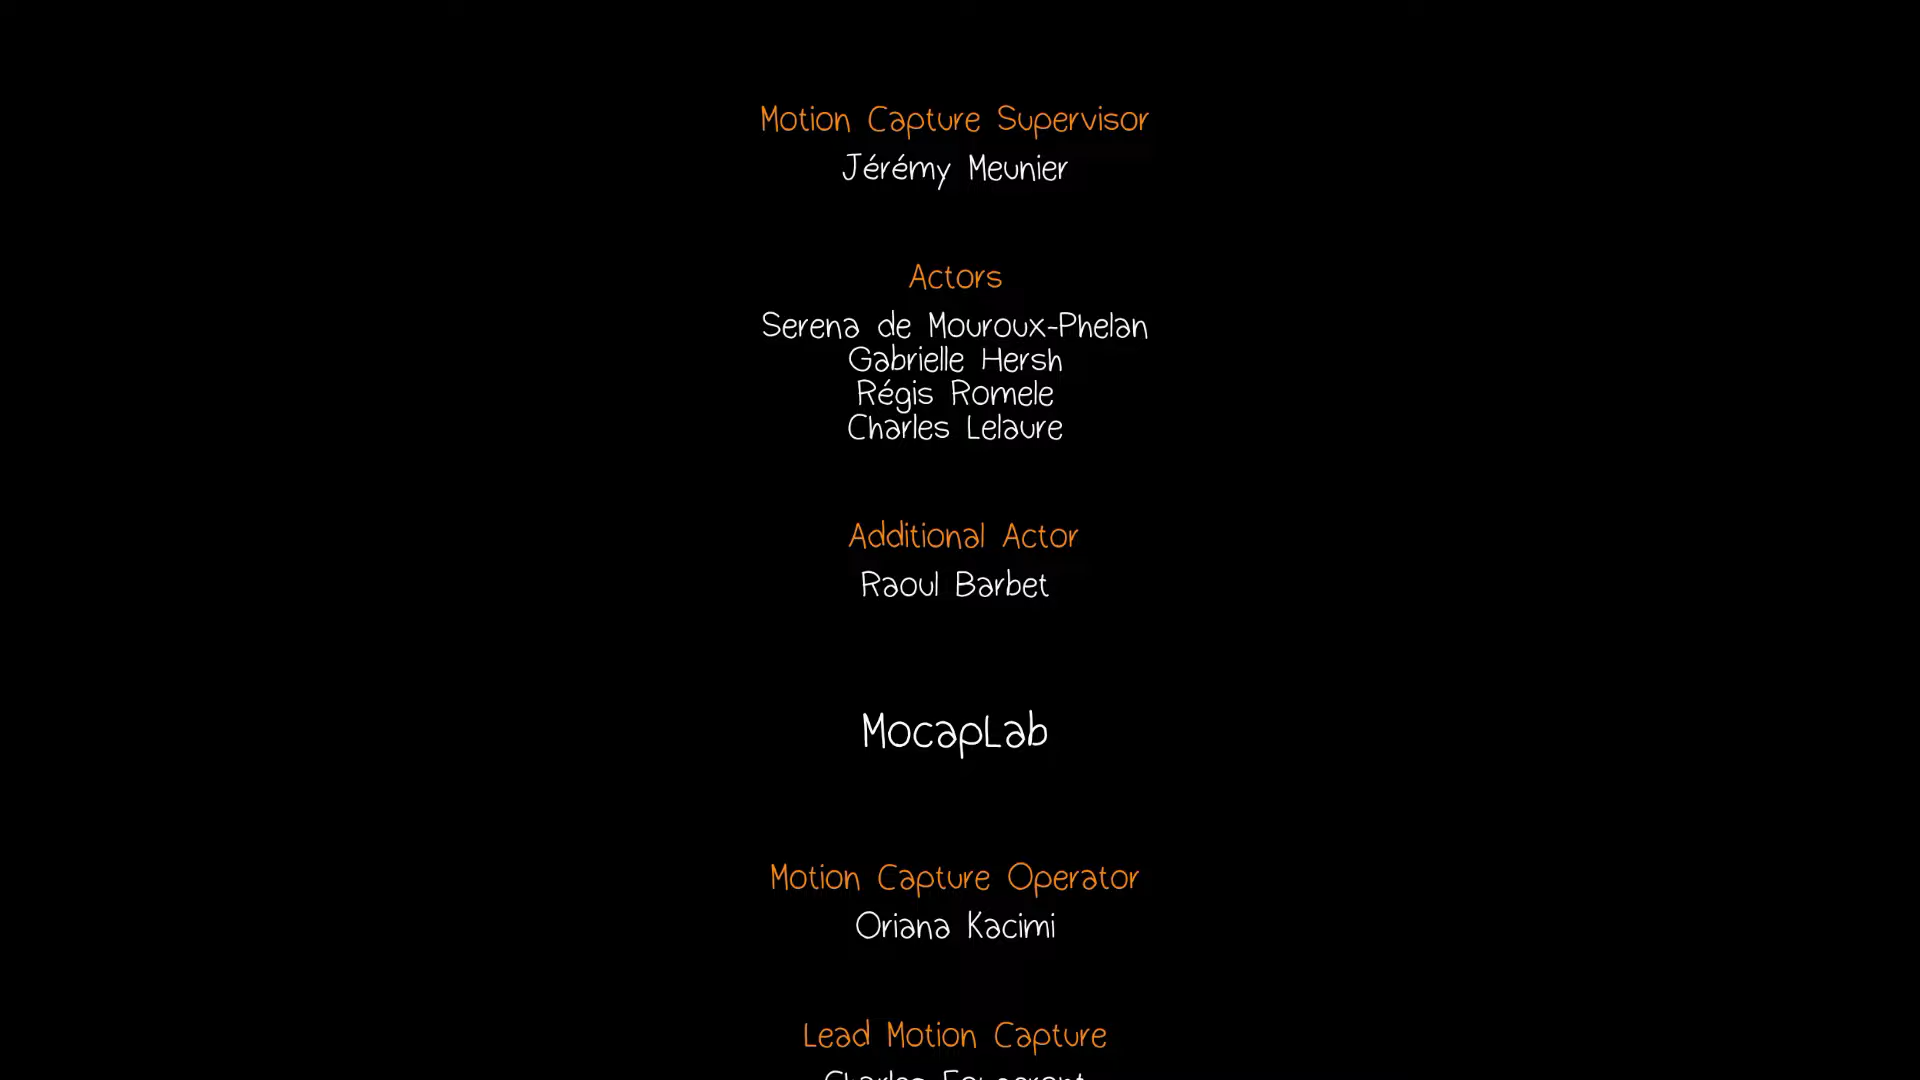 Motion Capture Supervisor
Jérémy Meunier
Actors
Serena de Mouroux-Phelan
Gabrielle Hersh
Régis Romele
Charles Lelaure
Additional Actor
Raoul Barbet
MocapLab
Motion Capture Operator
Oriana Kacimi
Lead Motion Capture
Charles